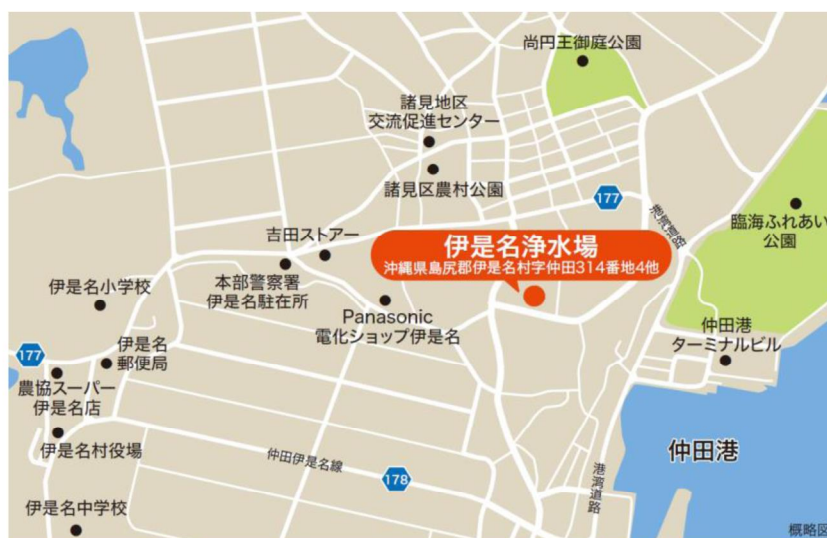 尚円王御庭公園
諸見地区
交流促進センター
諸見区農村公園
177
港湾道路
臨海ふれあい
公園
吉田ストアー
伊是名浄水場
沖縄県島尻郡伊是名村字仲田314番地4他
本部警察署
伊是名駐在所
伊是名小学校
Panasonic
電化ショップ伊是名
仲田港
ターミナルビル
177
伊是名
郵便局
農協スーパー
伊是名店
伊是名村役場
仲田伊是名線
178
仲田港
港湾道路
伊是名中学校
概略図